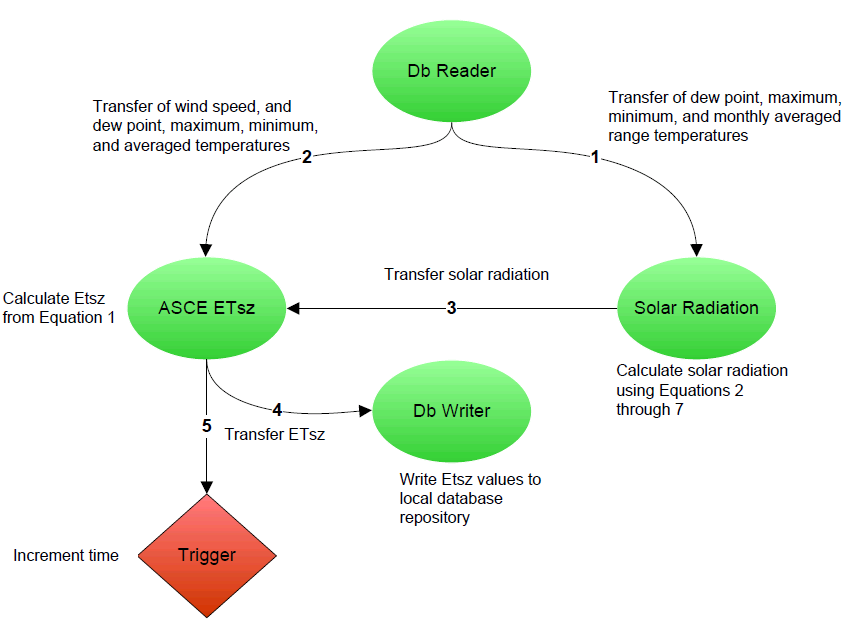 Db Reader
Transfer of wind speed, and
dew point, maximum, minimum,
and averaged temperatures
Transfer of dew point, maximum,
minimum, and monthly averaged
range temperatures
2
1
Transfer solar radiation
Calculate Etsz
from Equation 1
ASCE ETsz
3
Solar Radiation
Calculate solar radiation
using Equations 2
through 7
4
Db Writer
5
Transfer ETsz
Write Etsz values to
local database
repository
Increment time
Trigger